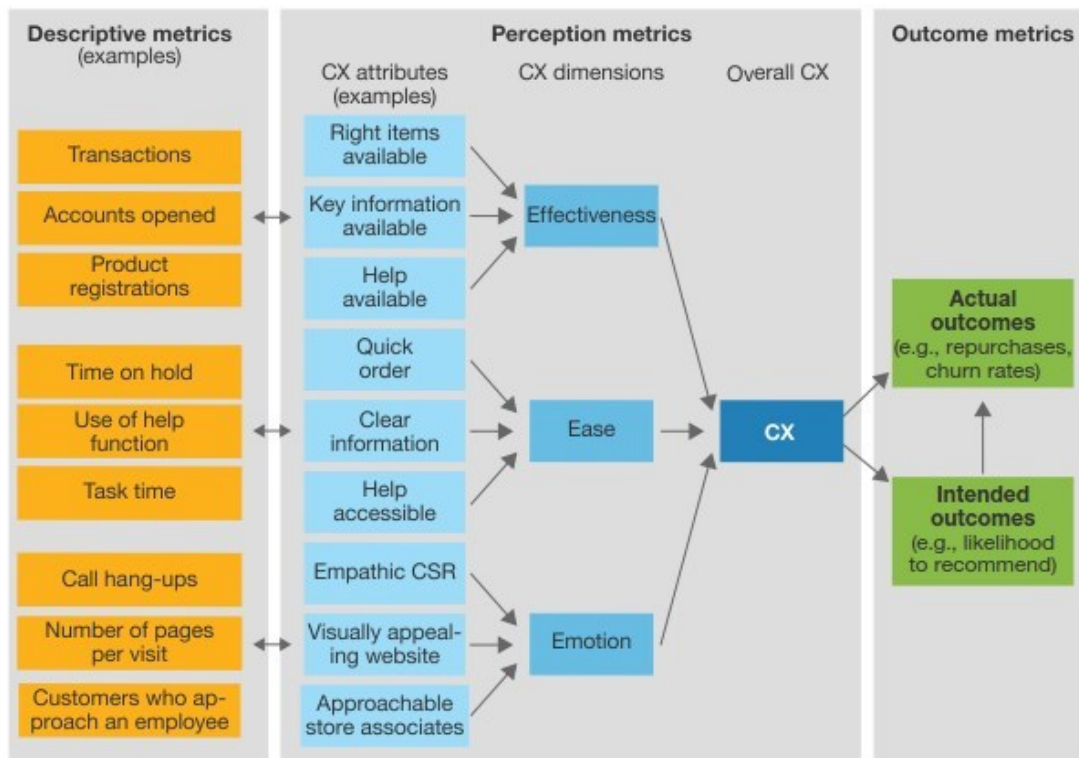 Descriptive metrics
(examples)
Transactions
Accounts opened
Product
registrations
Time on hold
Use of help
function
Task time
Call hang-ups
Number of pages
per visit
Customers who ap-
proach an employee
Perception metrics
CX attributes
(examples)
CX dimensions
Overall CX
Right items
available
Key information
available
Help
available
Quick
order
Clear
information
Help
accessible
Empathic CSR
Visually appeal-
ing website
Approachable
store associates
Effectiveness
Ease
Emotion
CX
Outcome metrics
Actual
outcomes
(e.g., repurchases,
churn rates)
Intended
outcomes
(e.g., likelihood
to recommend)